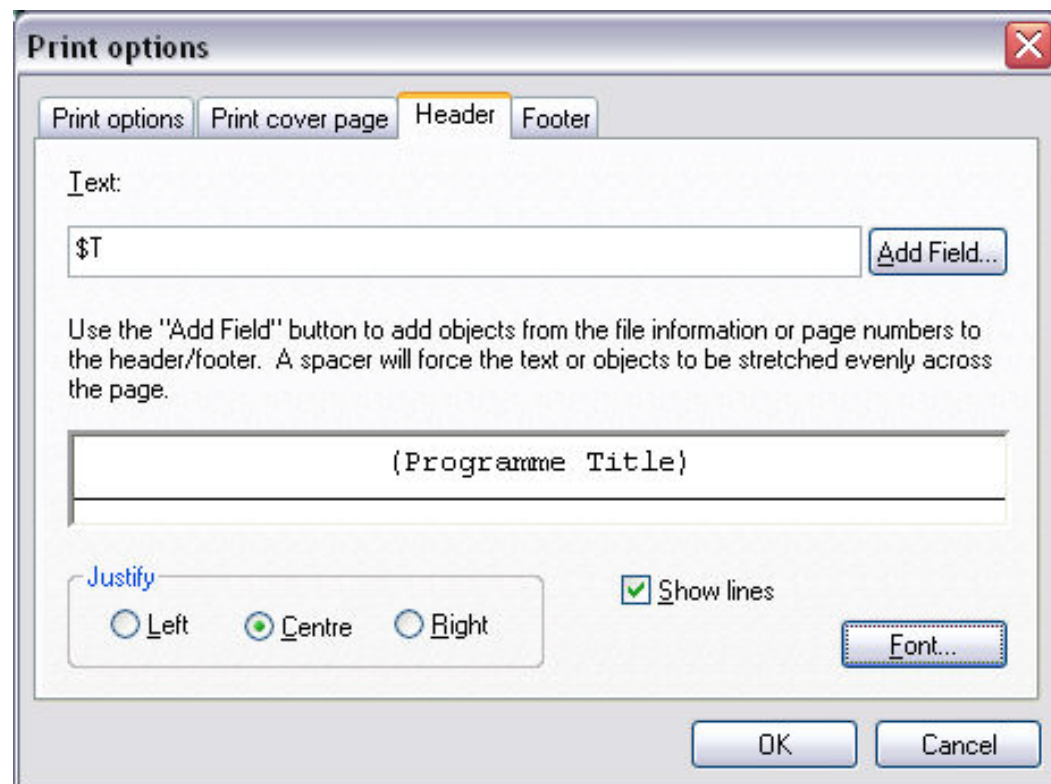 Print options
Print options
Print cover page
Header
Footer
Text:
$T
Add Field...
Use the "Add Field" button to add objects from the file information or page numbers to
the header/footer. A spacer will force the text or objects to be stretched evenly across
the page.
(Programme Title)
Justify
Left
Centre
Right
Show lines
Font...
OK
Cancel